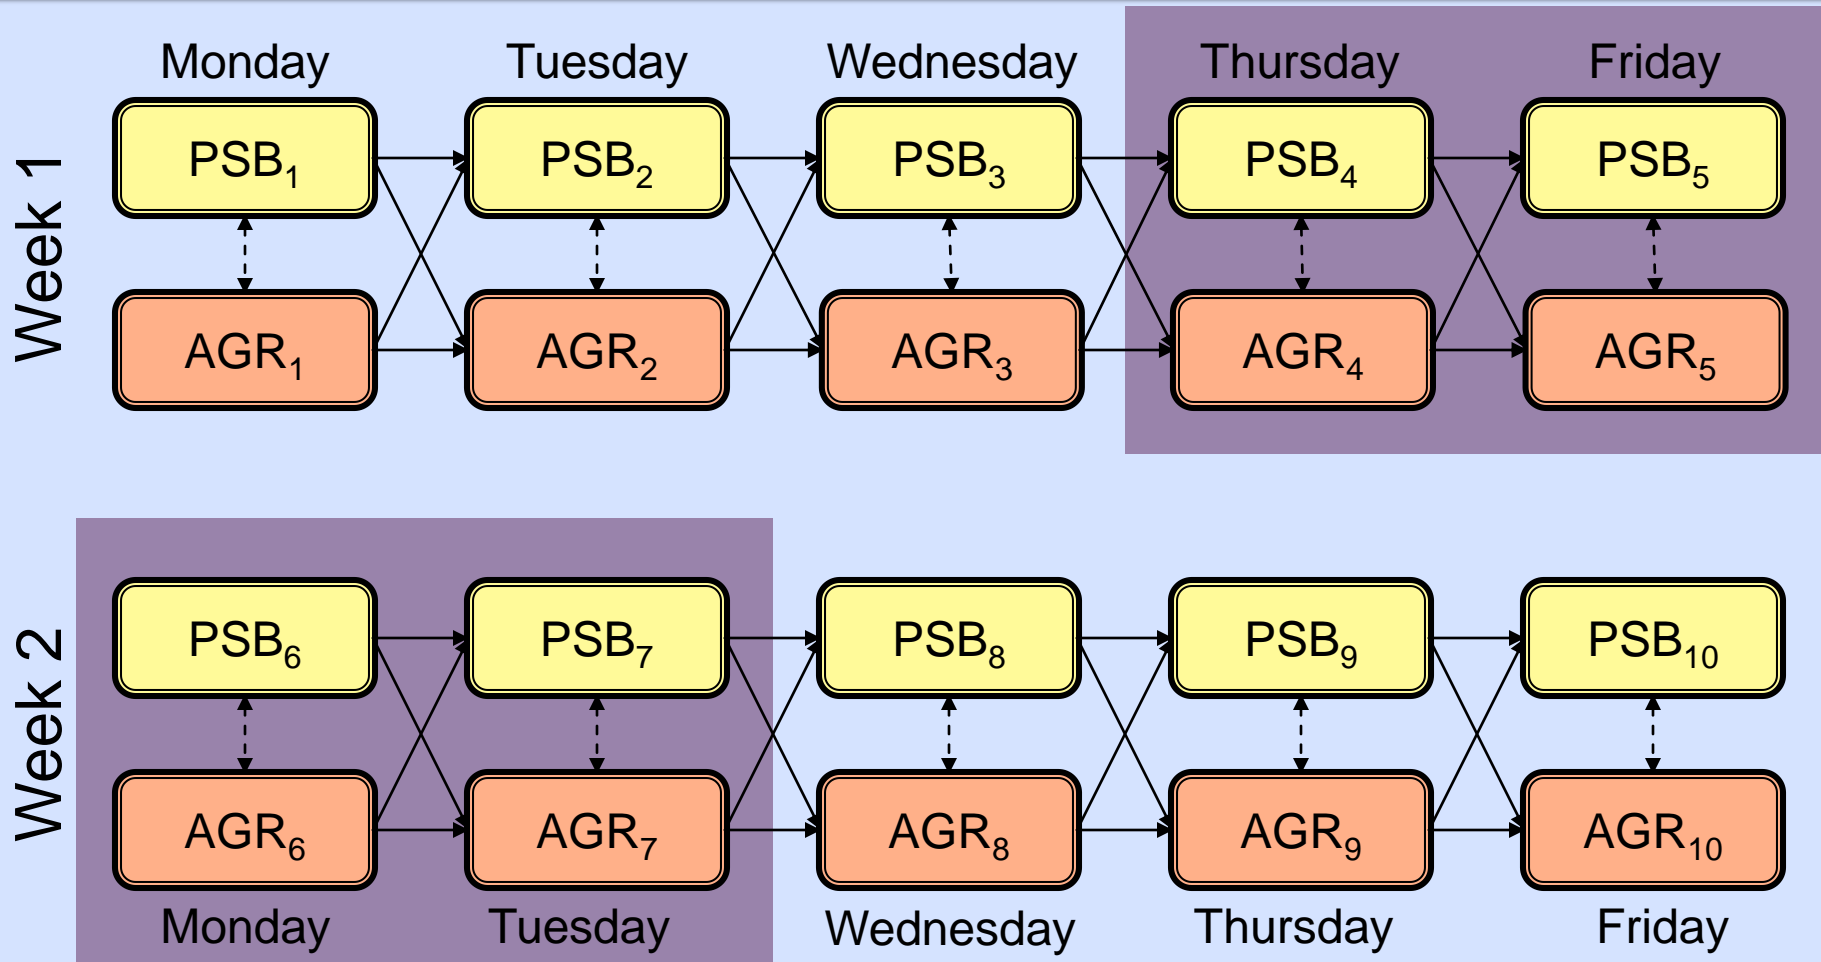 Monday Tuesday Wednesday Thursday Friday
Week 1
PSB₁ PSB₂ PSB₃ PSB₄ PSB₅
AGR₁ AGR₂ AGR₃ AGR₄ AGR₅
Week 2
PSB₆ PSB₇ PSB₈ PSB₉ PSB₁₀
AGR₆ AGR₇ AGR₈ AGR₉ AGR₁₀
Monday Tuesday Wednesday Thursday Friday